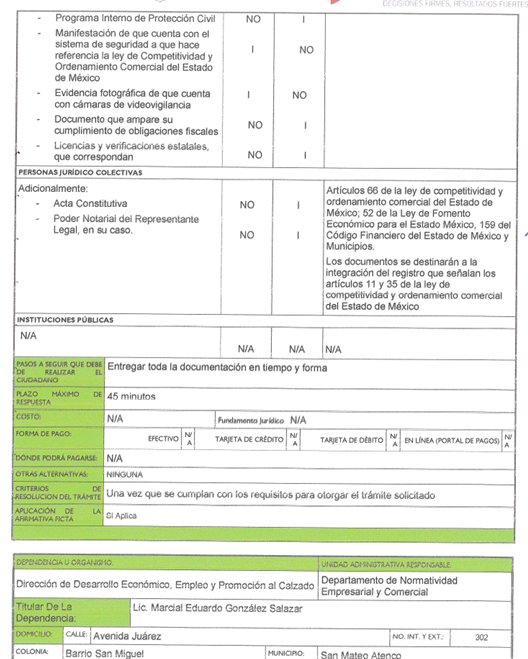 DECISIONES FIRMES, RESULTADOS FUERTES
- Programa Interno de Protección Civil NO I
- Manifestación de que cuenta con el
sistema de seguridad a que hace
referencia la ley de Competitividad y I NO
Ordenamiento Comercial del Estado
de México
- Evidencia fotográfica de que cuenta I NO
con cámaras de videovigilancia
- Documento que ampare su
cumplimiento de obligaciones fiscales NO I
- Licencias y verificaciones estatales,
que correspondan NO I
PERSONAS JURÍDICO COLECTIVAS
Adicionalmente:
- Acta Constitutiva NO I
- Poder Notarial del Representante
Legal, en su caso. NO I
Artículos 66 de la ley de competitividad y
ordenamiento comercial del Estado de
México; 52 de la Ley de Fomento
Económico para el Estado México, 159 del
Código Financiero del Estado de México y
Municipios.
Los documentos se destinarán a la
integración del registro que señalan los
artículos 11 y 35 de la ley de
competitividad y ordenamiento comercial
del Estado de México
INSTITUCIONES PÚBLICAS
N/A
N/A N/A N/A
PASOS A SEGUIR QUE DEBE
DE REALIZAR EL
CIUDADANO
Entregar toda la documentación en tiempo y forma
PLAZO MÁXIMO DE
RESPUESTA
45 minutos
COSTO: N/A Fundamento Jurídico N/A
FORMA DE PAGO: EFECTIVO N/A TARJETA DE CRÉDITO N/A TARJETA DE DÉBITO N/A EN LÍNEA (PORTAL DE PAGOS) N/A
DÓNDE PODRÁ PAGARSE: N/A
OTRAS ALTERNATIVAS: NINGUNA
CRITERIOS DE
RESOLUCIÓN DEL TRÁMITE
Una vez que se cumplan con los requisitos para otorgar el trámite solicitado
APLICACIÓN DE LA
AFIRMATIVA FICTA
Si Aplica
DEPENDENCIA U ORGANISMO: UNIDAD ADMINISTRATIVA RESPONSABLE:
Dirección de Desarrollo Económico, Empleo y Promoción al Calzado
Departamento de Normatividad
Empresarial y Comercial
Titular De La
Dependencia:
Lic. Marcial Eduardo González Salazar
DOMICILIO: CALLE: Avenida Juárez NO. INT. Y EXT.: 302
COLONIA: Barrio San Miguel MUNICIPIO: San Mateo Atenco